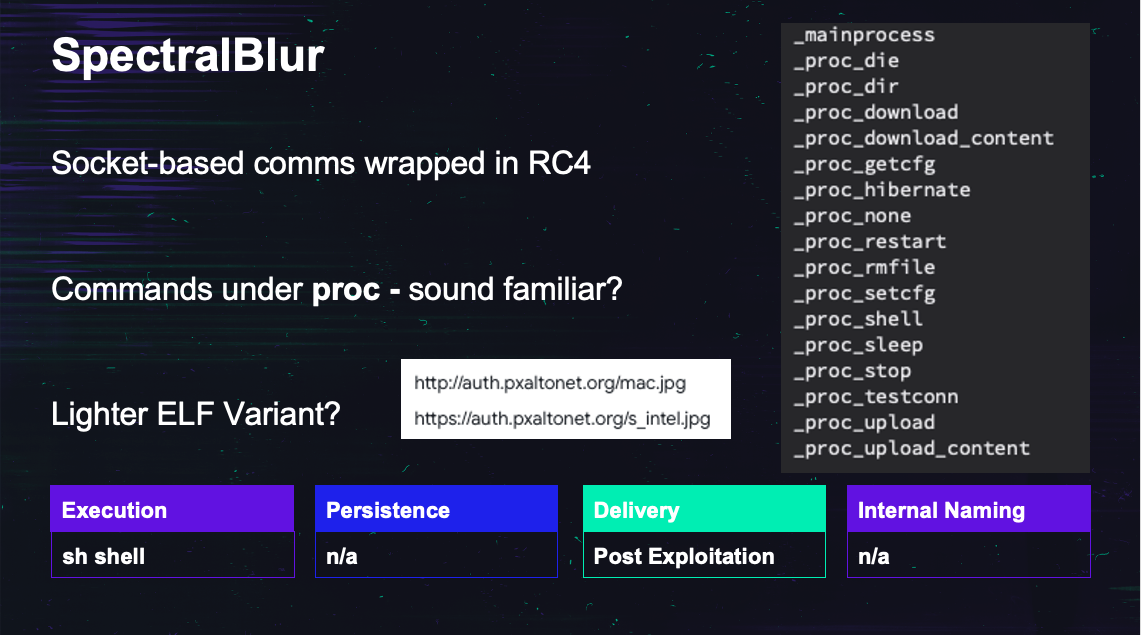 SpectralBlur
Socket-based comms wrapped in RC4
Commands under proc - sound familiar?
Lighter ELF Variant?
http://auth.pxaltonet.org/mac.jpg
https://auth.pxaltonet.org/s_intel.jpg
_mainprocess
_proc_die
_proc_dir
_proc_download
_proc_download_content
_proc_getcfg
_proc_hibernate
_proc_none
_proc_restart
_proc_rmfile
_proc_setcfg
_proc_shell
_proc_sleep
_proc_stop
_proc_testconn
_proc_upload
_proc_upload_content
Execution
sh shell
Persistence
n/a
Delivery
Post Exploitation
Internal Naming
n/a